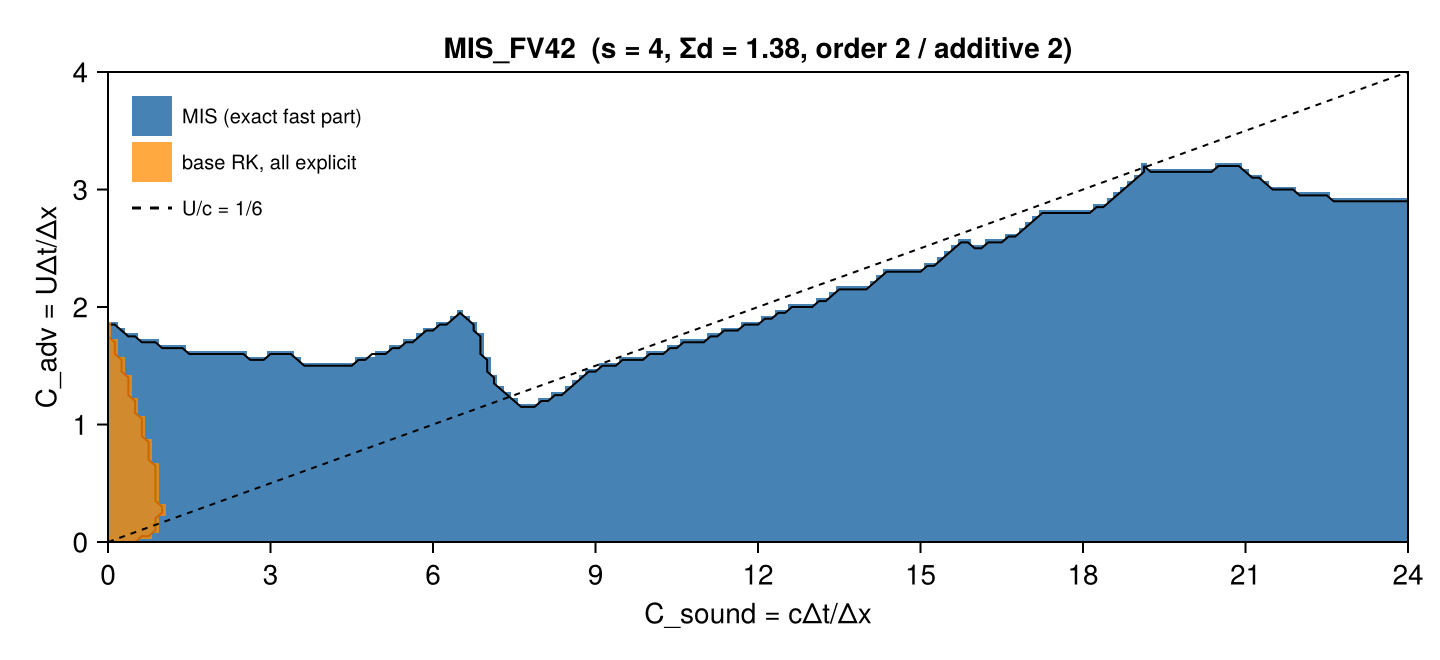 MIS_FV42 (s = 4, Σd = 1.38, order 2 / additive 2)
MIS (exact fast part)
base RK, all explicit
U/c = 1/6
C_adv = UΔt/Δx
4
3
2
1
0
0 3 6 9 12 15 18 21 24
C_sound = cΔt/Δx